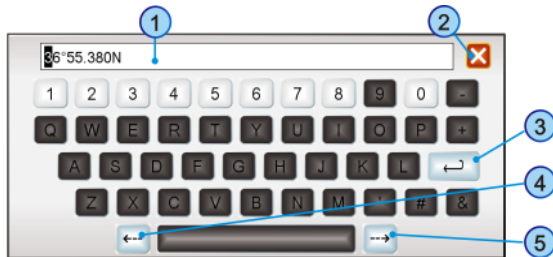 1
2
36°55.380N
1 2 3 4 5 6 7 8 9 0 -
Q W E R T Y U I O P +
3
A S D F G H J K L
4
Z X C V B N M ' # &
5